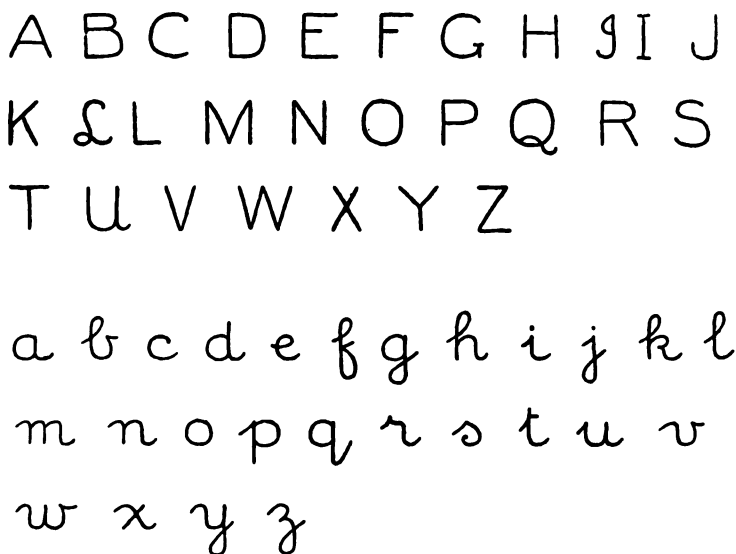 A B C D E F G H I I J
K L L M N O P Q R S
T U V W X Y Z
a b c d e f g h i j k l
m n o p q r s t u v
w x y z